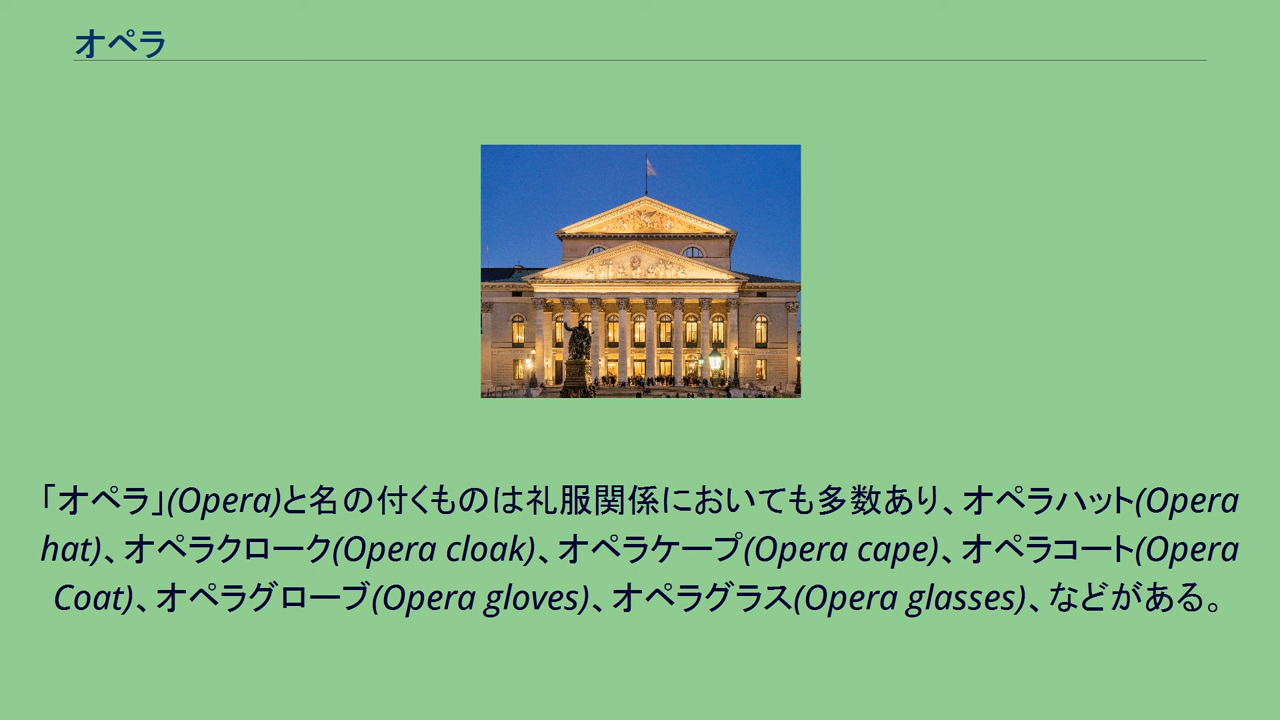 オペラ
「オペラ」(Opera)と名の付くものは礼服関係においても多数あり、オペラハット(Opera
hat)、オペラクローク(Opera cloak)、オペラケープ(Opera cape)、オペラコート(Opera
Coat)、オペラグローブ(Opera gloves)、オペラグラス(Opera glasses)、などがある。